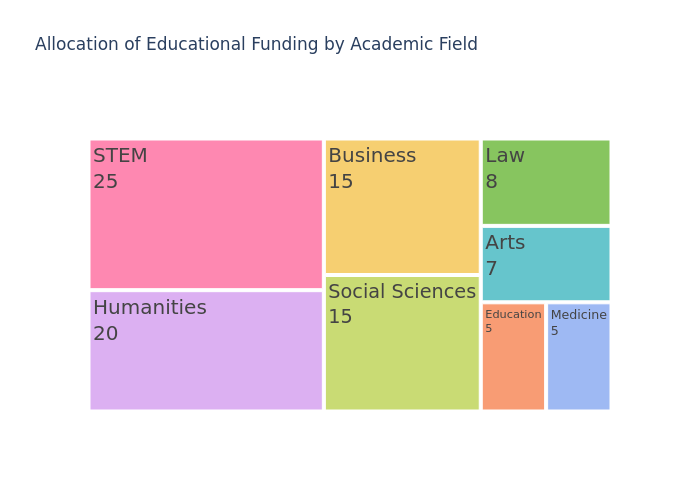 Allocation of Educational Funding by Academic Field
STEM
25
Business
15
Law
8
Arts
7
Humanities
20
Social Sciences
15
Education
5
Medicine
5